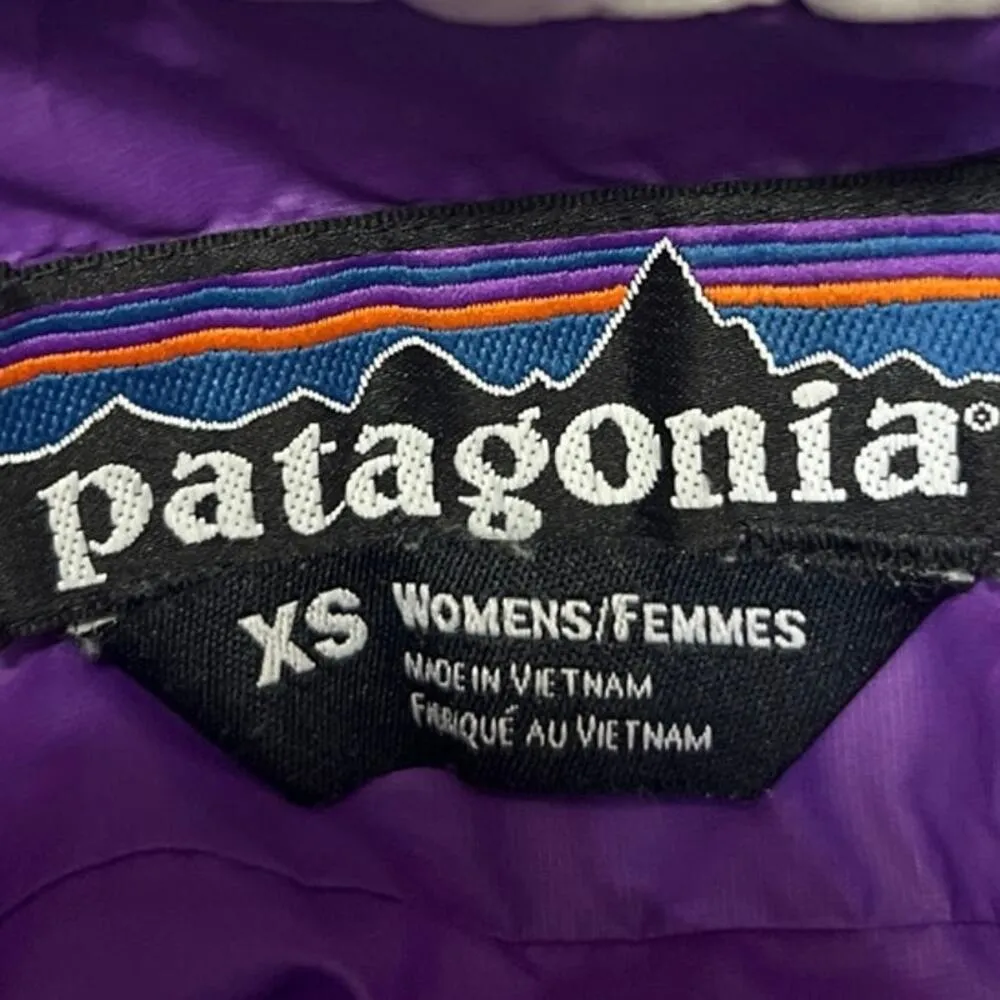 patagonia®
XS WOMENS/FEMMES
MADE IN VIETNAM
FABRIQUÉ AU VIETNAM